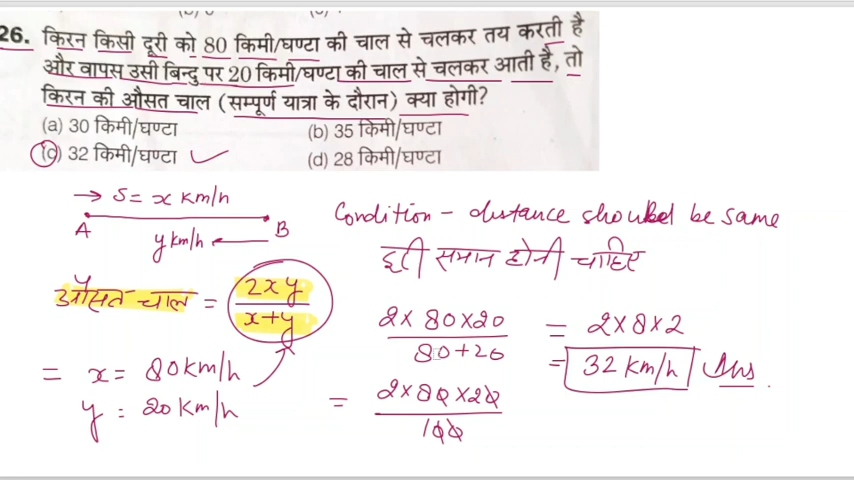 26. किरन किसी दूरी को 80 किमी/घण्टा की चाल से चलकर तय करती है
और वापस उसी बिन्दु पर 20 किमी/घण्टा की चाल से चलकर आती है, तो
किरन की औसत चाल (सम्पूर्ण यात्रा के दौरान) क्या होगी?
(a) 30 किमी/घण्टा (b) 35 किमी/घण्टा
(c) 32 किमी/घण्टा ✓ (d) 28 किमी/घण्टा
→ S = x km/h
A B
y km/h ←
Condition - distance should be same
दूरी समान होनी चाहिए
औसत चाल = 2xy / x+y
= x = 80 km/h
y = 20 km/h
2 × 80 × 20 / 80 + 20 = 2 × 8 × 2
= 32 km/h Ans.
= 2 × 80 × 20 / 100